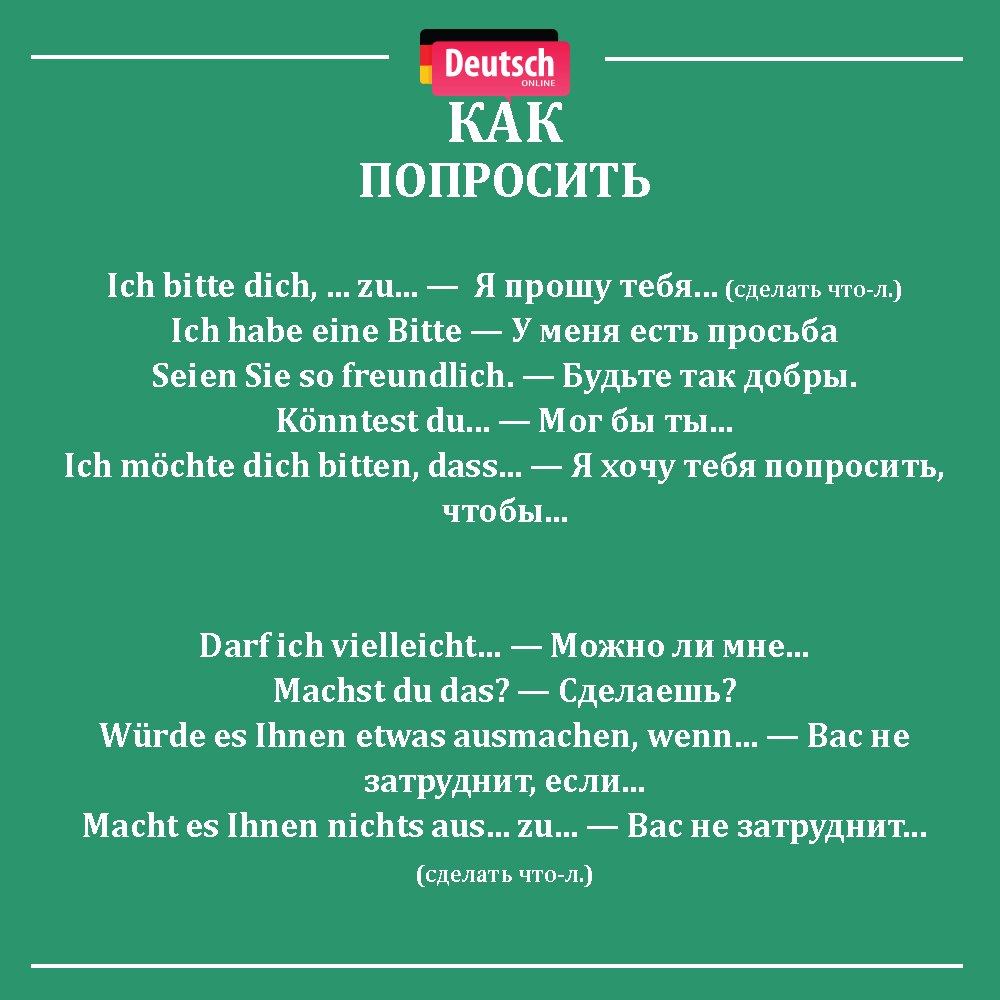 Deutsch
ONLINE
КАК
ПОПРОСИТЬ
Ich bitte dich, ... zu... — Я прошу тебя... (сделать что-л.)
Ich habe eine Bitte — У меня есть просьба
Seien Sie so freundlich. — Будьте так добры.
Könntest du... — Мог бы ты...
Ich möchte dich bitten, dass... — Я хочу тебя попросить,
чтобы...
Darf ich vielleicht... — Можно ли мне...
Machst du das? — Сделаешь?
Würde es Ihnen etwas ausmachen, wenn... — Вас не
затруднит, если...
Macht es Ihnen nichts aus... zu... — Вас не затруднит...
(сделать что-л.)